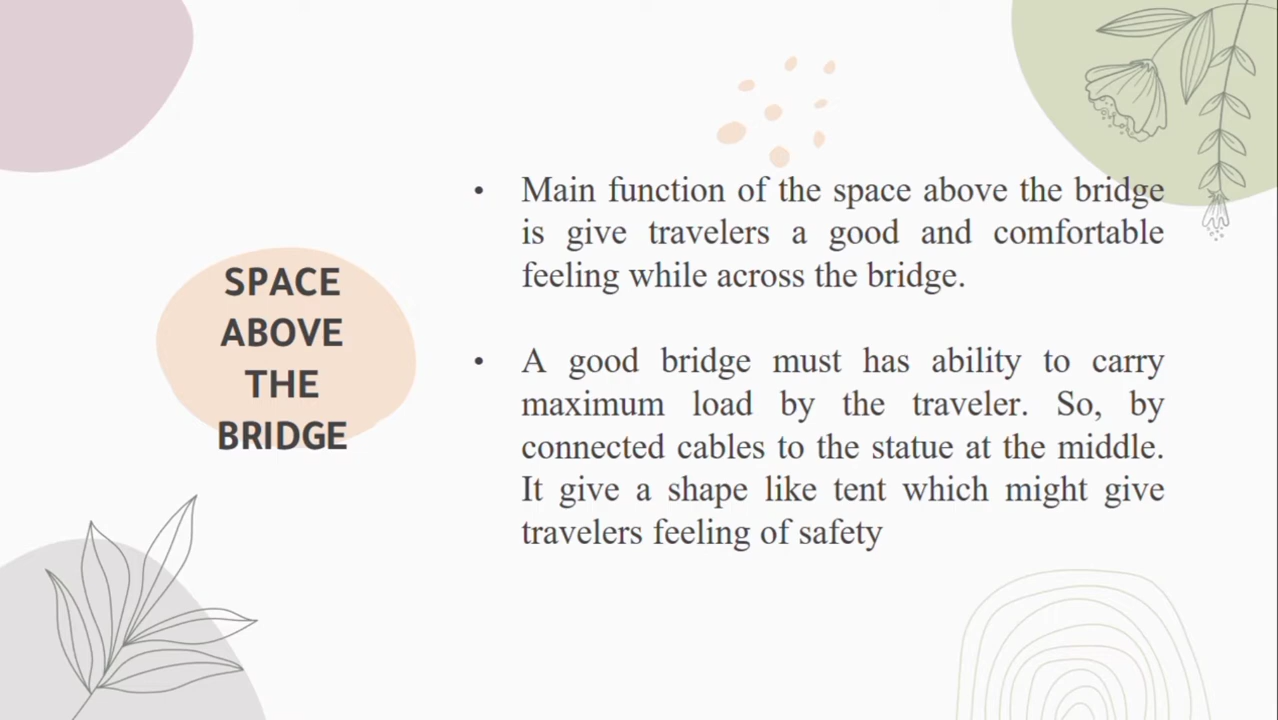 SPACE
ABOVE
THE
BRIDGE
• Main function of the space above the bridge
is give travelers a good and comfortable
feeling while across the bridge.
• A good bridge must has ability to carry
maximum load by the traveler. So, by
connected cables to the statue at the middle.
It give a shape like tent which might give
travelers feeling of safety